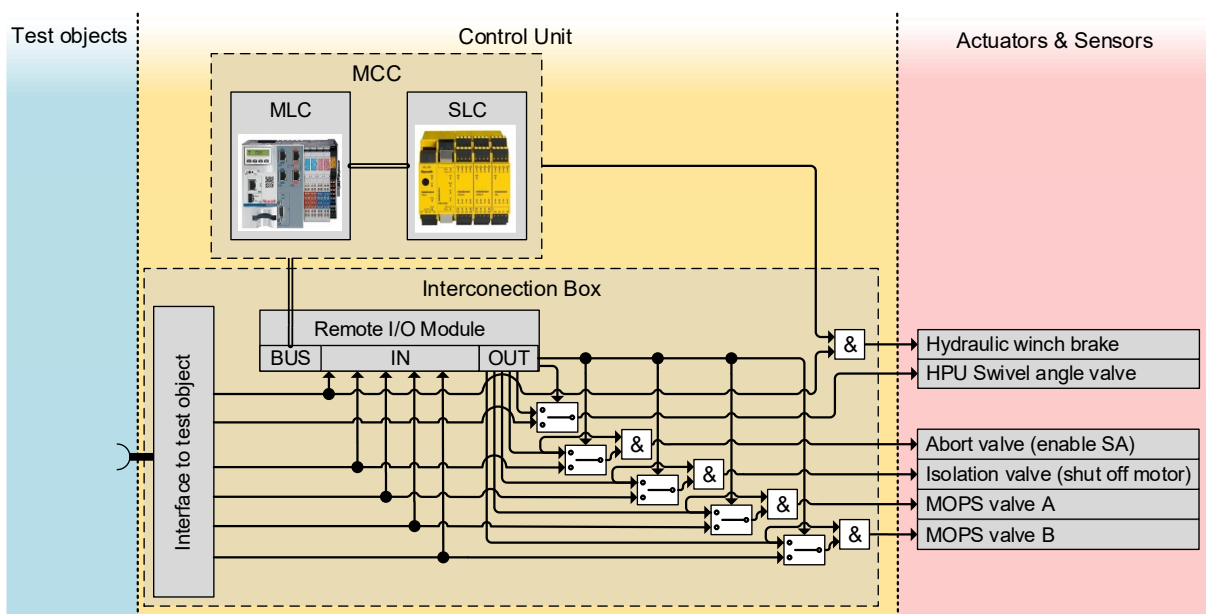 Test objects
Control Unit
Actuators & Sensors
MCC
MLC
SLC
Interconection Box
Remote I/O Module
BUS
IN
OUT
Interface to test object
&
&
&
&
&
Hydraulic winch brake
HPU Swivel angle valve
Abort valve (enable SA)
Isolation valve (shut off motor)
MOPS valve A
MOPS valve B